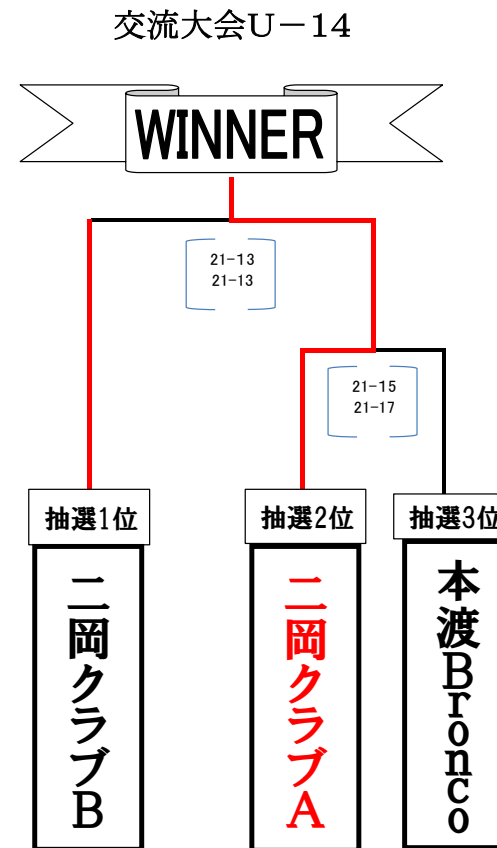 交流大会U－14
WINNER
21-13
21-13
21-15
21-17
抽選1位
抽選2位
抽選3位
二岡クラブB
二岡クラブA
本渡Bronco